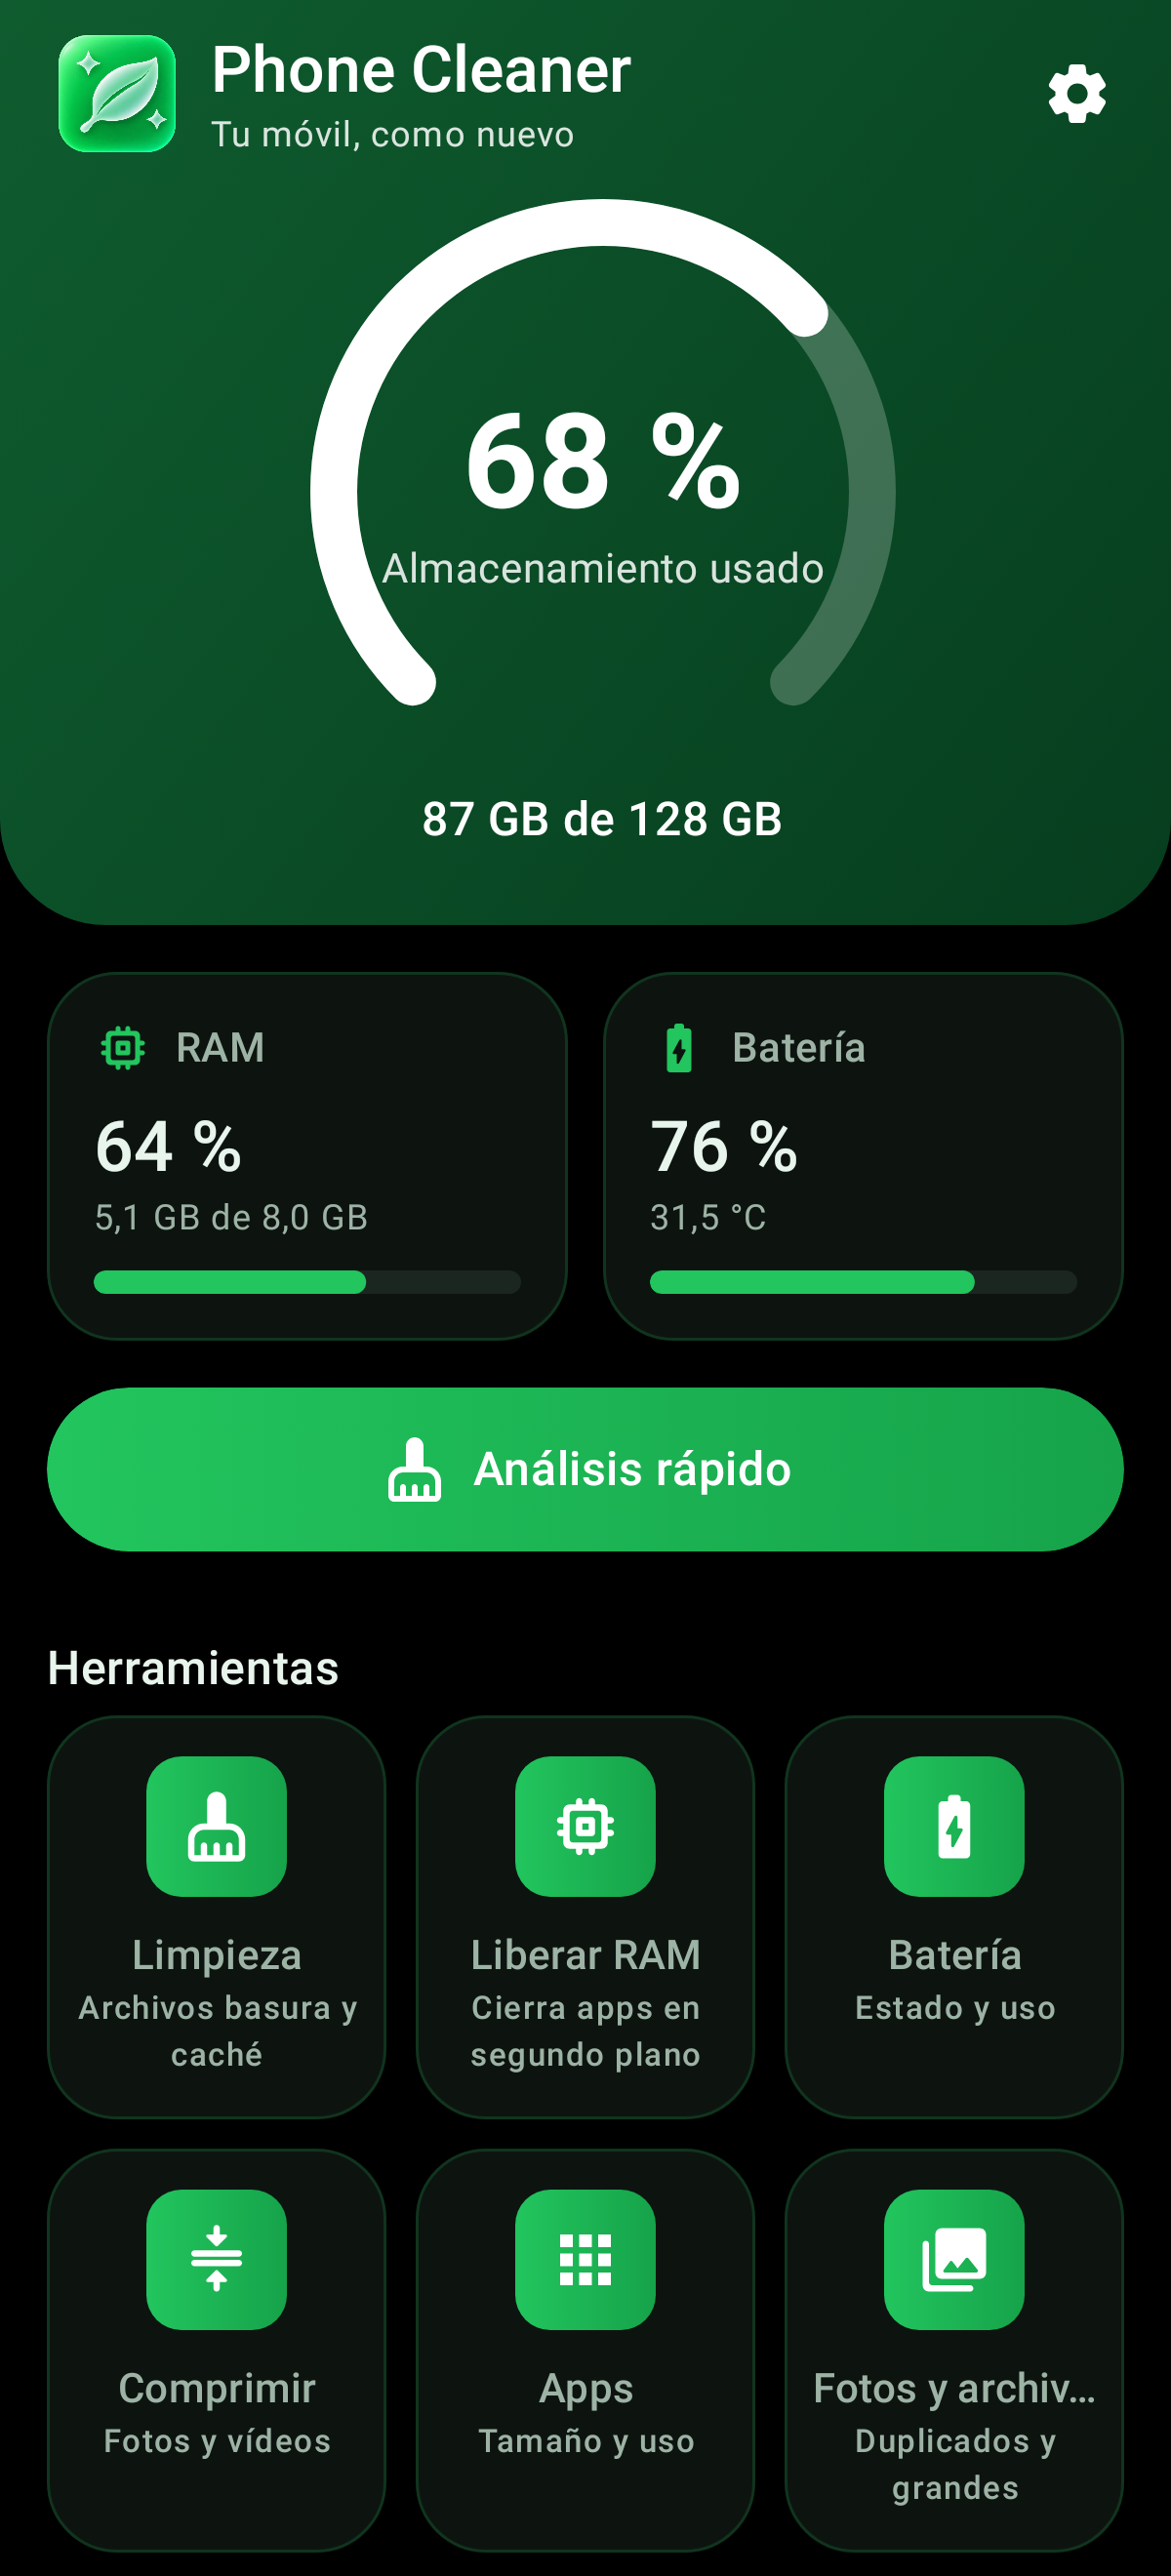 Phone Cleaner
Tu móvil, como nuevo
68 %
Almacenamiento usado
87 GB de 128 GB
RAM
64 %
5,1 GB de 8,0 GB
Batería
76 %
31,5 °C
Análisis rápido
Herramientas
Limpieza
Archivos basura y
caché
Liberar RAM
Cierra apps en
segundo plano
Batería
Estado y uso
Comprimir
Fotos y vídeos
Apps
Tamaño y uso
Fotos y archiv...
Duplicados y
grandes